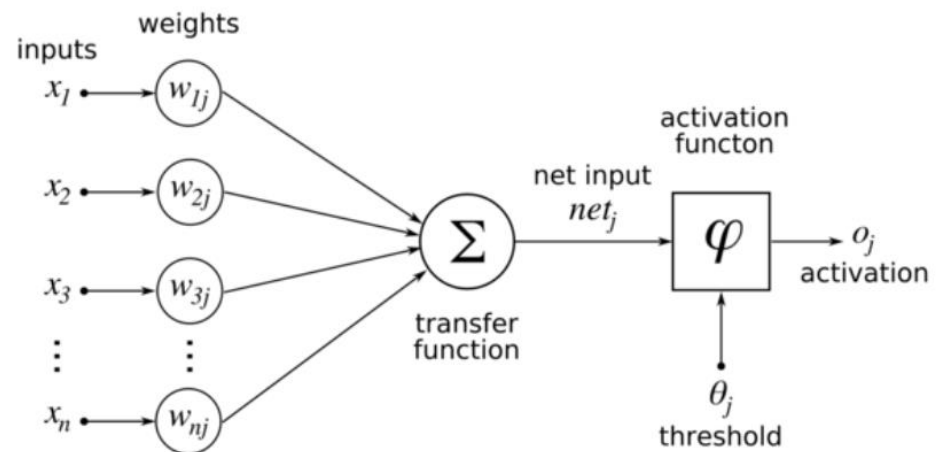 weights
inputs
x1
w1j
x2
w2j
x3
w3j
⋮ ⋮
xn
wnj
Σ
transfer
function
net input
netj
activation
functon
φ
oj
activation
θj
threshold